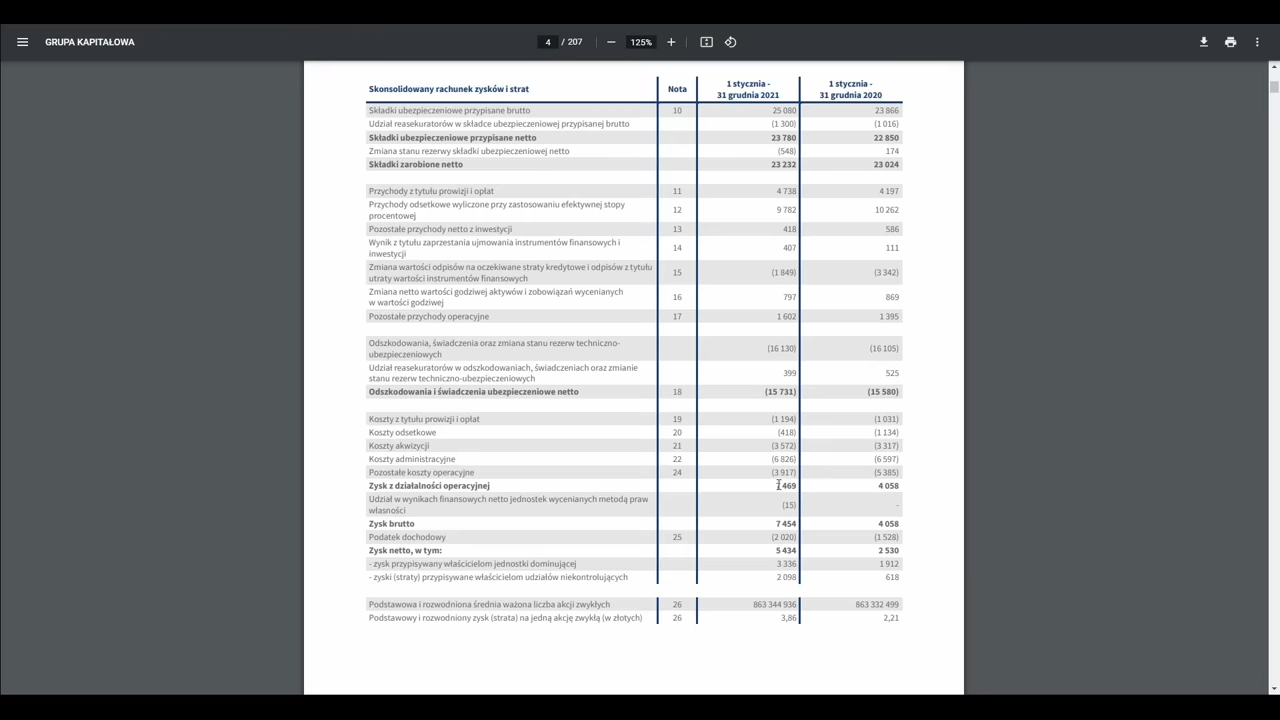 GRUPA KAPITAŁOWA
4 / 207
125%
Skonsolidowany rachunek zysków i strat Nota 1 stycznia - 31 grudnia 2021 1 stycznia - 31 grudnia 2020
Składki ubezpieczeniowe przypisane brutto 10 25 080 23 866
Udział reasekuratorów w składce ubezpieczeniowej przypisanej brutto (1 300) (1 016)
Składki ubezpieczeniowe przypisane netto 23 780 22 850
Zmiana stanu rezerwy składki ubezpieczeniowej netto (548) 174
Składki zarobione netto 23 232 23 024
Przychody z tytułu prowizji i opłat 11 4 738 4 197
Przychody odsetkowe wyliczone przy zastosowaniu efektywnej stopy
procentowej 12 9 782 10 262
Pozostałe przychody netto z inwestycji 13 418 586
Wynik z tytułu zaprzestania ujmowania instrumentów finansowych i
inwestycji 14 407 111
Zmiana wartości odpisów na oczekiwane straty kredytowe i odpisów z tytułu
utraty wartości instrumentów finansowych 15 (1 849) (3 342)
Zmiana netto wartości godziwej aktywów i zobowiązań wycenianych
w wartości godziwej 16 797 869
Pozostałe przychody operacyjne 17 1 602 1 395
Odszkodowania, świadczenia oraz zmiana stanu rezerw techniczno-
ubezpieczeniowych (16 130) (16 105)
Udział reasekuratorów w odszkodowaniach, świadczeniach oraz zmianie
stanu rezerw techniczno-ubezpieczeniowych 399 525
Odszkodowania i świadczenia ubezpieczeniowe netto 18 (15 731) (15 580)
Koszty z tytułu prowizji i opłat 19 (1 194) (1 031)
Koszty odsetkowe 20 (418) (1 134)
Koszty akwizycji 21 (3 572) (3 317)
Koszty administracyjne 22 (6 826) (6 597)
Pozostałe koszty operacyjne 24 (3 917) (5 385)
Zysk z działalności operacyjnej 469 4 058
Udział w wynikach finansowych netto jednostek wycenianych metodą praw
własności (15) -
Zysk brutto 7 454 4 058
Podatek dochodowy 25 (2 020) (1 528)
Zysk netto, w tym: 5 434 2 530
- zysk przypisywany właścicielom jednostki dominującej 3 336 1 912
- zyski (straty) przypisywane właścicielom udziałów niekontrolujących 2 098 618
Podstawowa i rozwodniona średnia ważona liczba akcji zwykłych 26 863 344 936 863 332 499
Podstawowy i rozwodniony zysk (strata) na jedną akcję zwykłą (w złotych) 26 3,86 2,21